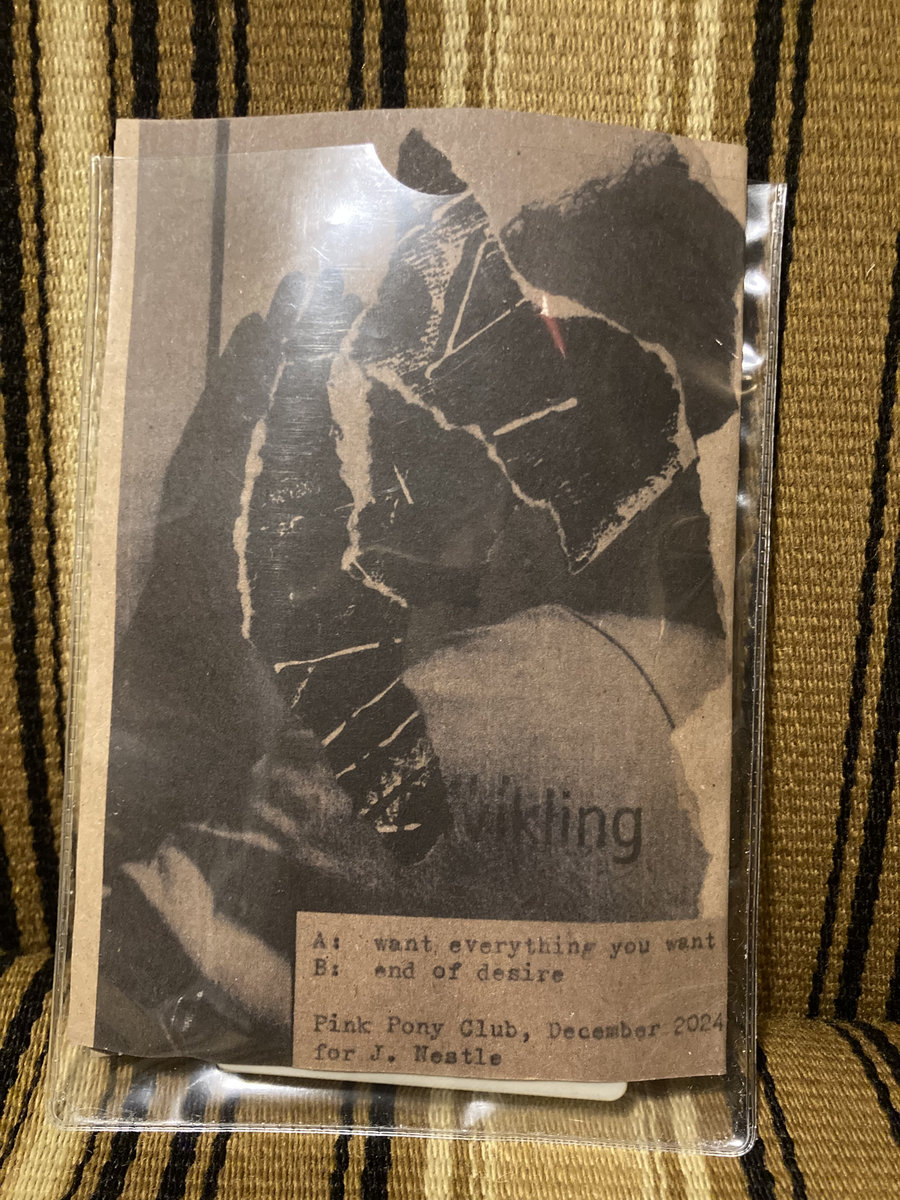 Vikling
A: want everything you want
B: end of desire
Pink Pony Club, December 2024
for J. Nestle